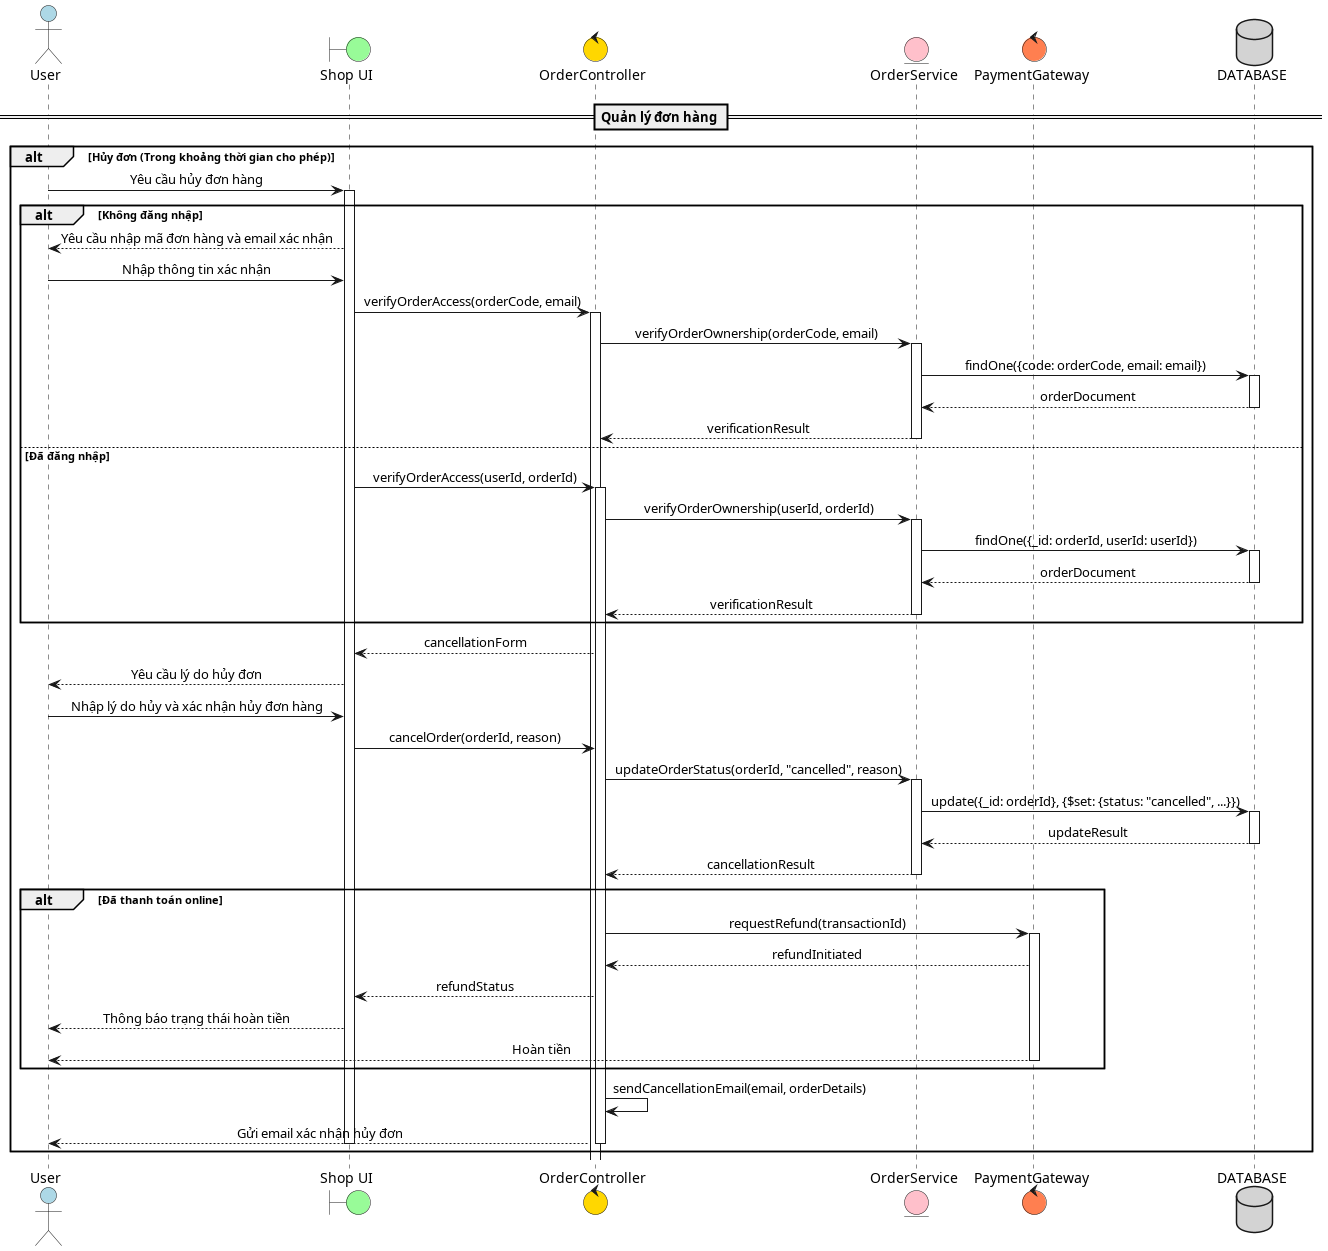 User
Shop UI
OrderController
OrderService
PaymentGateway
DATABASE
Quản lý đơn hàng
alt [Hủy đơn (Trong khoảng thời gian cho phép)]
Yêu cầu hủy đơn hàng
alt [Không đăng nhập]
Yêu cầu nhập mã đơn hàng và email xác nhận
Nhập thông tin xác nhận
verifyOrderAccess(orderCode, email)
verifyOrderOwnership(orderCode, email)
findOne({code: orderCode, email: email})
orderDocument
verificationResult
[Đã đăng nhập]
verifyOrderAccess(userId, orderId)
verifyOrderOwnership(userId, orderId)
findOne({_id: orderId, userId: userId})
orderDocument
verificationResult
cancellationForm
Yêu cầu lý do hủy đơn
Nhập lý do hủy và xác nhận hủy đơn hàng
cancelOrder(orderId, reason)
updateOrderStatus(orderId, "cancelled", reason)
update({_id: orderId}, {$set: {status: "cancelled", ...}})
updateResult
cancellationResult
alt [Đã thanh toán online]
requestRefund(transactionId)
refundInitiated
refundStatus
Thông báo trạng thái hoàn tiền
Hoàn tiền
sendCancellationEmail(email, orderDetails)
Gửi email xác nhận hủy đơn
User
Shop UI
OrderController
OrderService
PaymentGateway
DATABASE